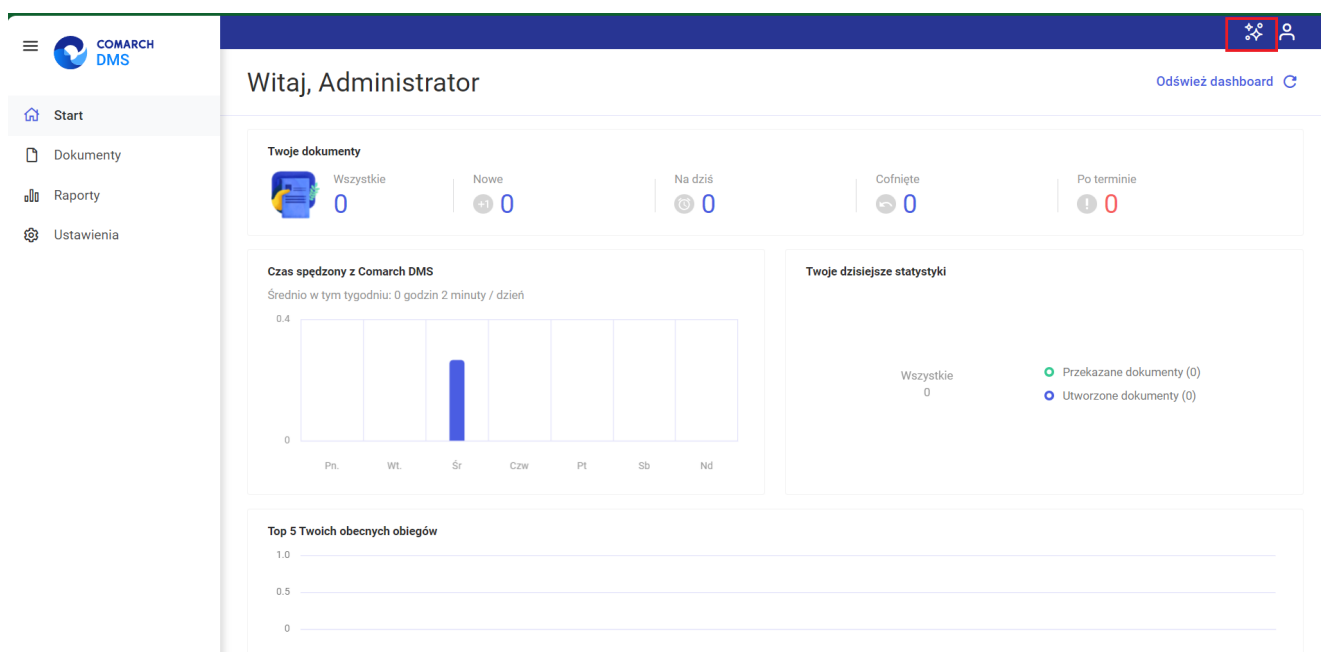 COMARCH
DMS
Witaj, Administrator
Odśwież dashboard
Start
Dokumenty
Raporty
Ustawienia
Twoje dokumenty
Wszystkie
0
Nowe
+1 0
Na dziś
0
Cofnięte
0
Po terminie
! 0
Czas spędzony z Comarch DMS
Średnio w tym tygodniu: 0 godzin 2 minuty / dzień
0.4
0
Pn. Wt. Śr Czw Pt Sb Nd
Twoje dzisiejsze statystyki
Wszystkie
0
Przekazane dokumenty (0)
Utworzone dokumenty (0)
Top 5 Twoich obecnych obiegów
1.0
0.5
0